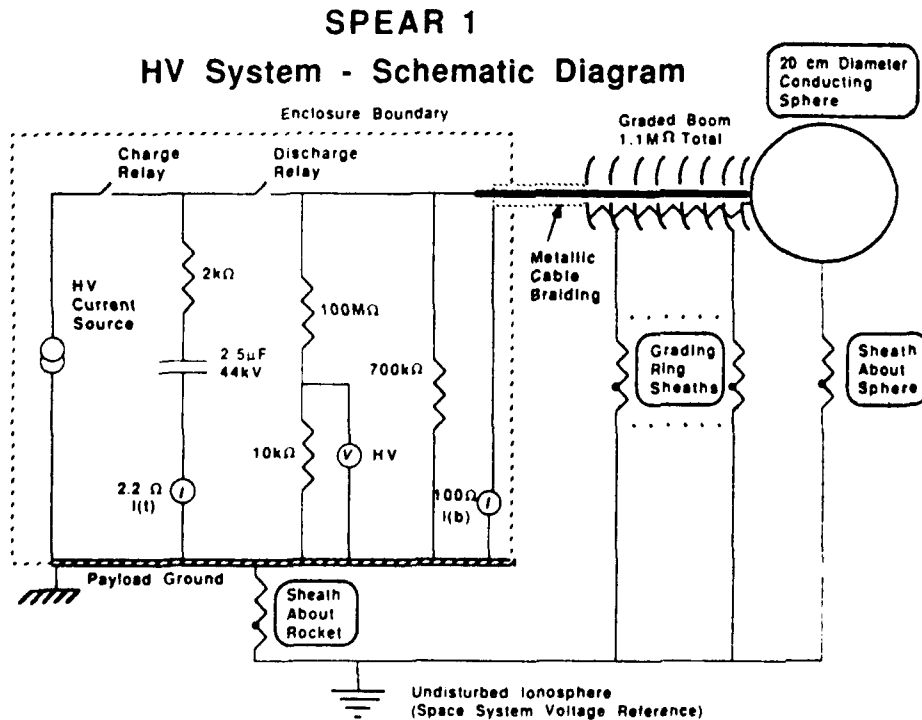 SPEAR 1
HV System - Schematic Diagram
20 cm Diameter
Conducting
Sphere
Enclosure Boundary
Graded Boom
1.1MΩ Total
Charge
Relay
Discharge
Relay
Metallic
Cable
Braiding
2kΩ
HV
Current
Source
100MΩ
2 5µF
44kV
700kΩ
Grading
Ring
Sheaths
Sheath
About
Sphere
10kΩ
V
HV
2.2 Ω
I(t)
I
100Ω
I(b)
I
Payload Ground
Sheath
About
Rocket
Undisturbed Ionosphere
(Space System Voltage Reference)